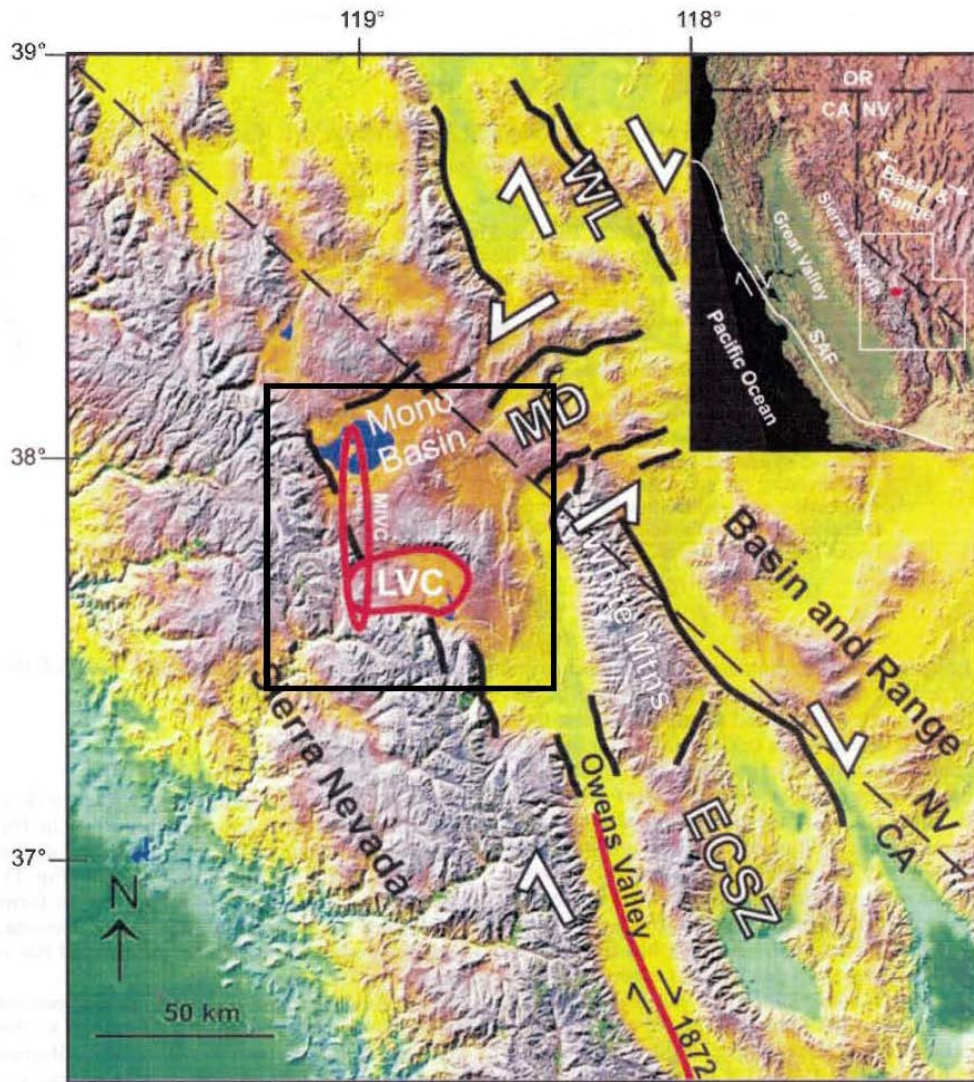 119°
118°
39°
38°
37°
OR
CA NV
Basin &
Range
Sierra Nevada
Great Valley
SAF
Pacific Ocean
WL
MD
Mono
Basin
MIVC
LVC
White Mtns
Basin and Range
Sierra Nevada
Owens Valley
ECSZ
NV
CA
1872
N
50 km